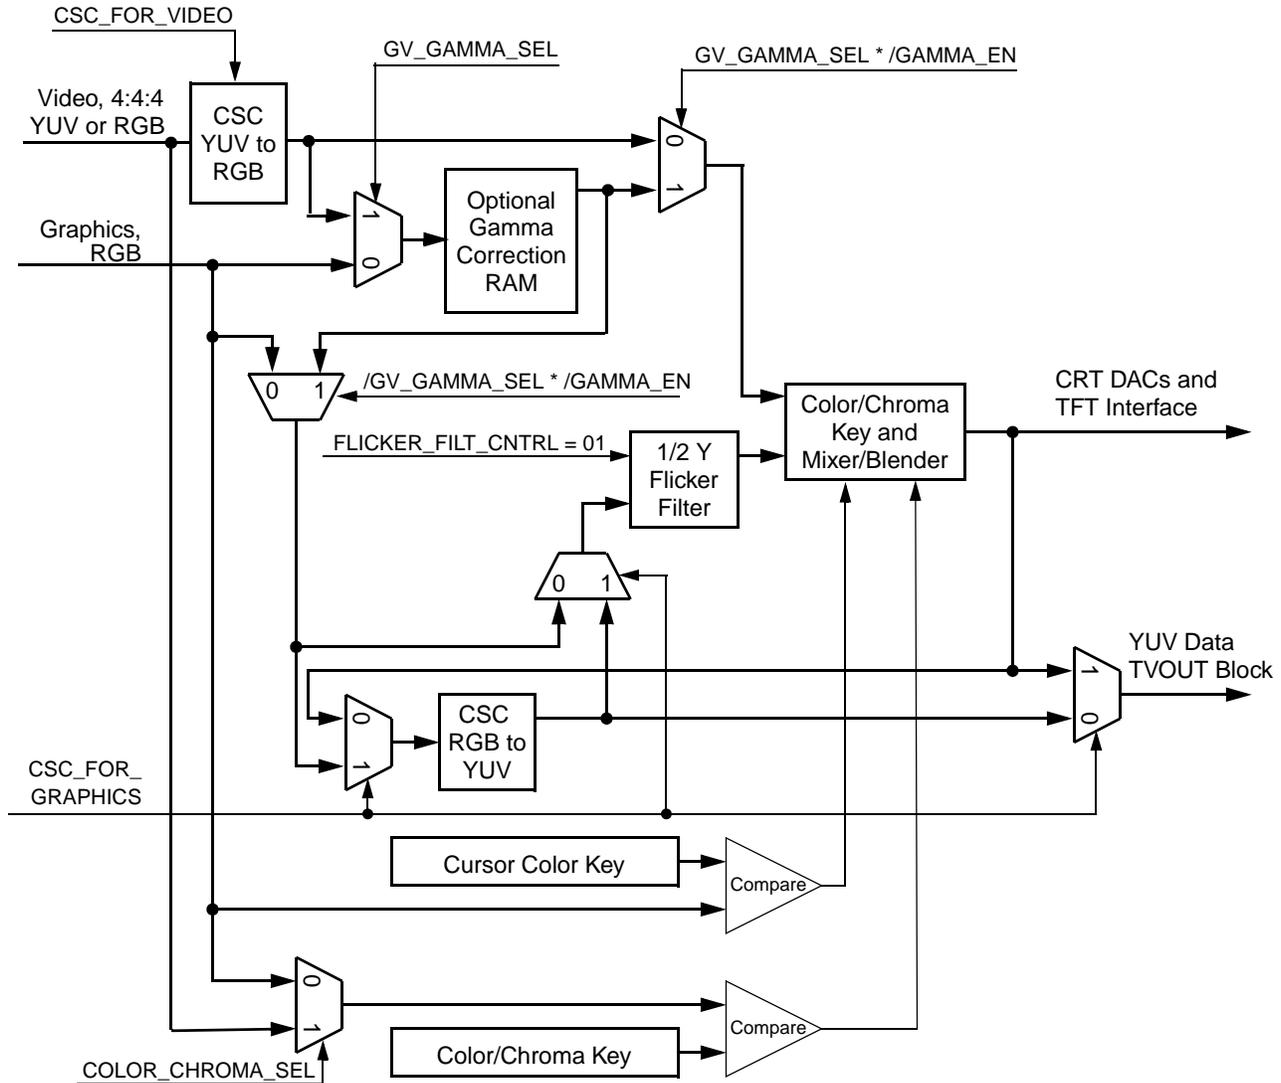 CSC_FOR_VIDEO
GV_GAMMA_SEL
GV_GAMMA_SEL * /GAMMA_EN
Video, 4:4:4
YUV or RGB
CSC
YUV to
RGB
0
1
Optional
Gamma
Correction
RAM
1
0
Graphics,
RGB
0 1
/GV_GAMMA_SEL * /GAMMA_EN
Color/Chroma
Key and
Mixer/Blender
CRT DACs and
TFT Interface
FLICKER_FILT_CNTRL = 01
1/2 Y
Flicker
Filter
0 1
YUV Data
TVOUT Block
1
0
0
1
CSC
RGB to
YUV
CSC_FOR_
GRAPHICS
Cursor Color Key
Compare
0
1
Compare
Color/Chroma Key
COLOR_CHROMA_SEL